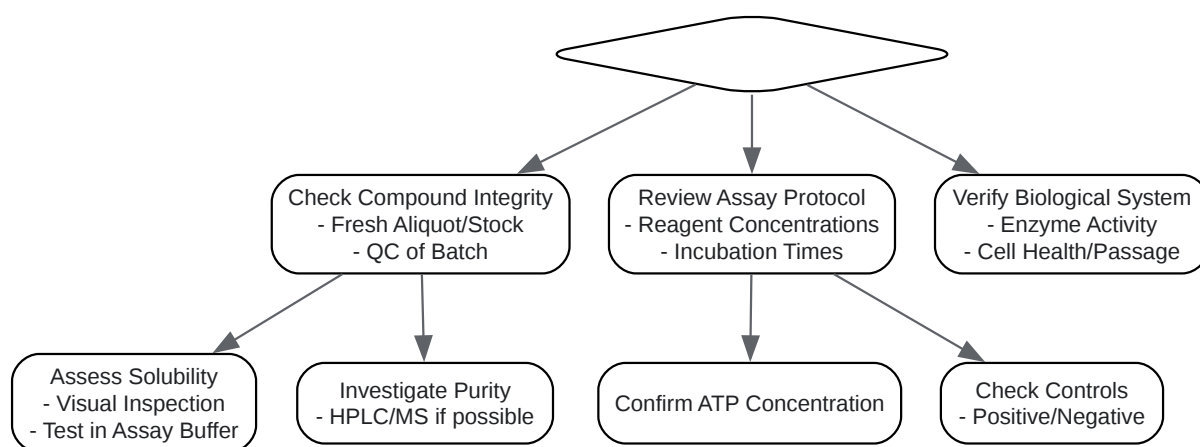 Check Compound Integrity
- Fresh Aliquot/Stock
- QC of Batch
Review Assay Protocol
- Reagent Concentrations
- Incubation Times
Verify Biological System
- Enzyme Activity
- Cell Health/Passage
Assess Solubility
- Visual Inspection
- Test in Assay Buffer
Investigate Purity
- HPLC/MS if possible
Confirm ATP Concentration
Check Controls
- Positive/Negative